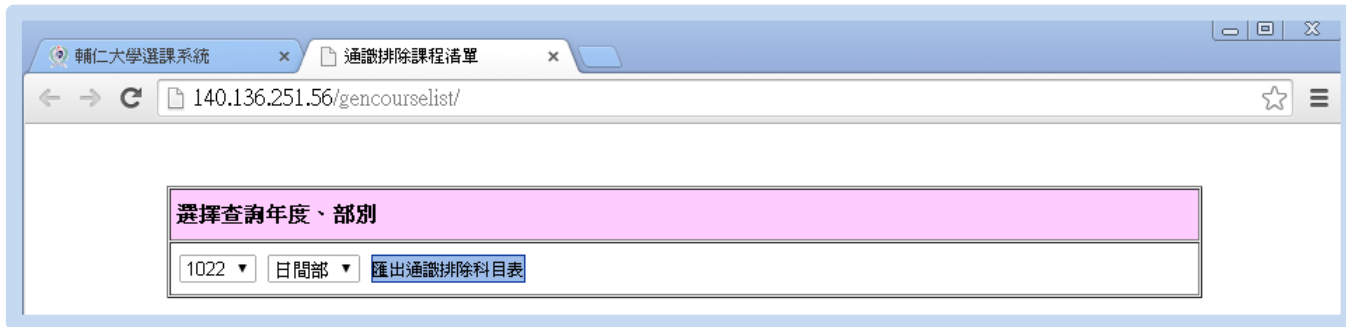 輔仁大學選課系統
通識排除課程清單
140.136.251.56/gencourselist/
選擇查詢年度、部別
1022 日間部 匯出通識排除科目表